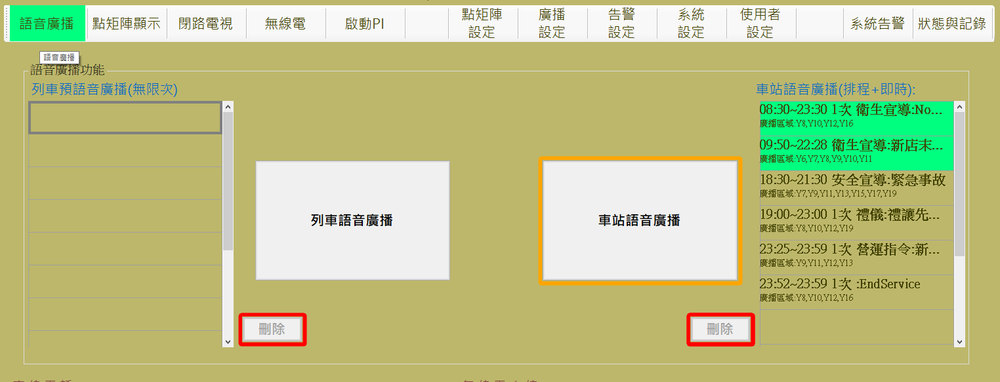 語音廣播
點矩陣顯示
閉路電視
無線電
啟動PI
點矩陣
設定
廣播
設定
告警
設定
系統
設定
使用者
設定
系統告警
狀態與記錄
語音廣播
語音廣播功能
列車預語音廣播(無限次)
列車語音廣播
刪除
車站語音廣播
刪除
車站語音廣播(排程+即時):
08:30~23:30 1次 衛生宣導:No...
廣播區域:Y8,Y10,Y12,Y16
09:50~22:28 衛生宣導:新店末...
廣播區域:Y6,Y7,Y8,Y9,Y10,Y11
18:30~21:30 安全宣導:緊急事故
廣播區域:Y7,Y9,Y11,Y13,Y15,Y17,Y19
19:00~23:00 1次 禮儀:禮讓先...
廣播區域:Y8,Y10,Y12,Y19
23:25~23:59 1次 營運指令:新...
廣播區域:Y9,Y11,Y12,Y13
23:52~23:59 1次 :EndService
廣播區域:Y8,Y10,Y12,Y16